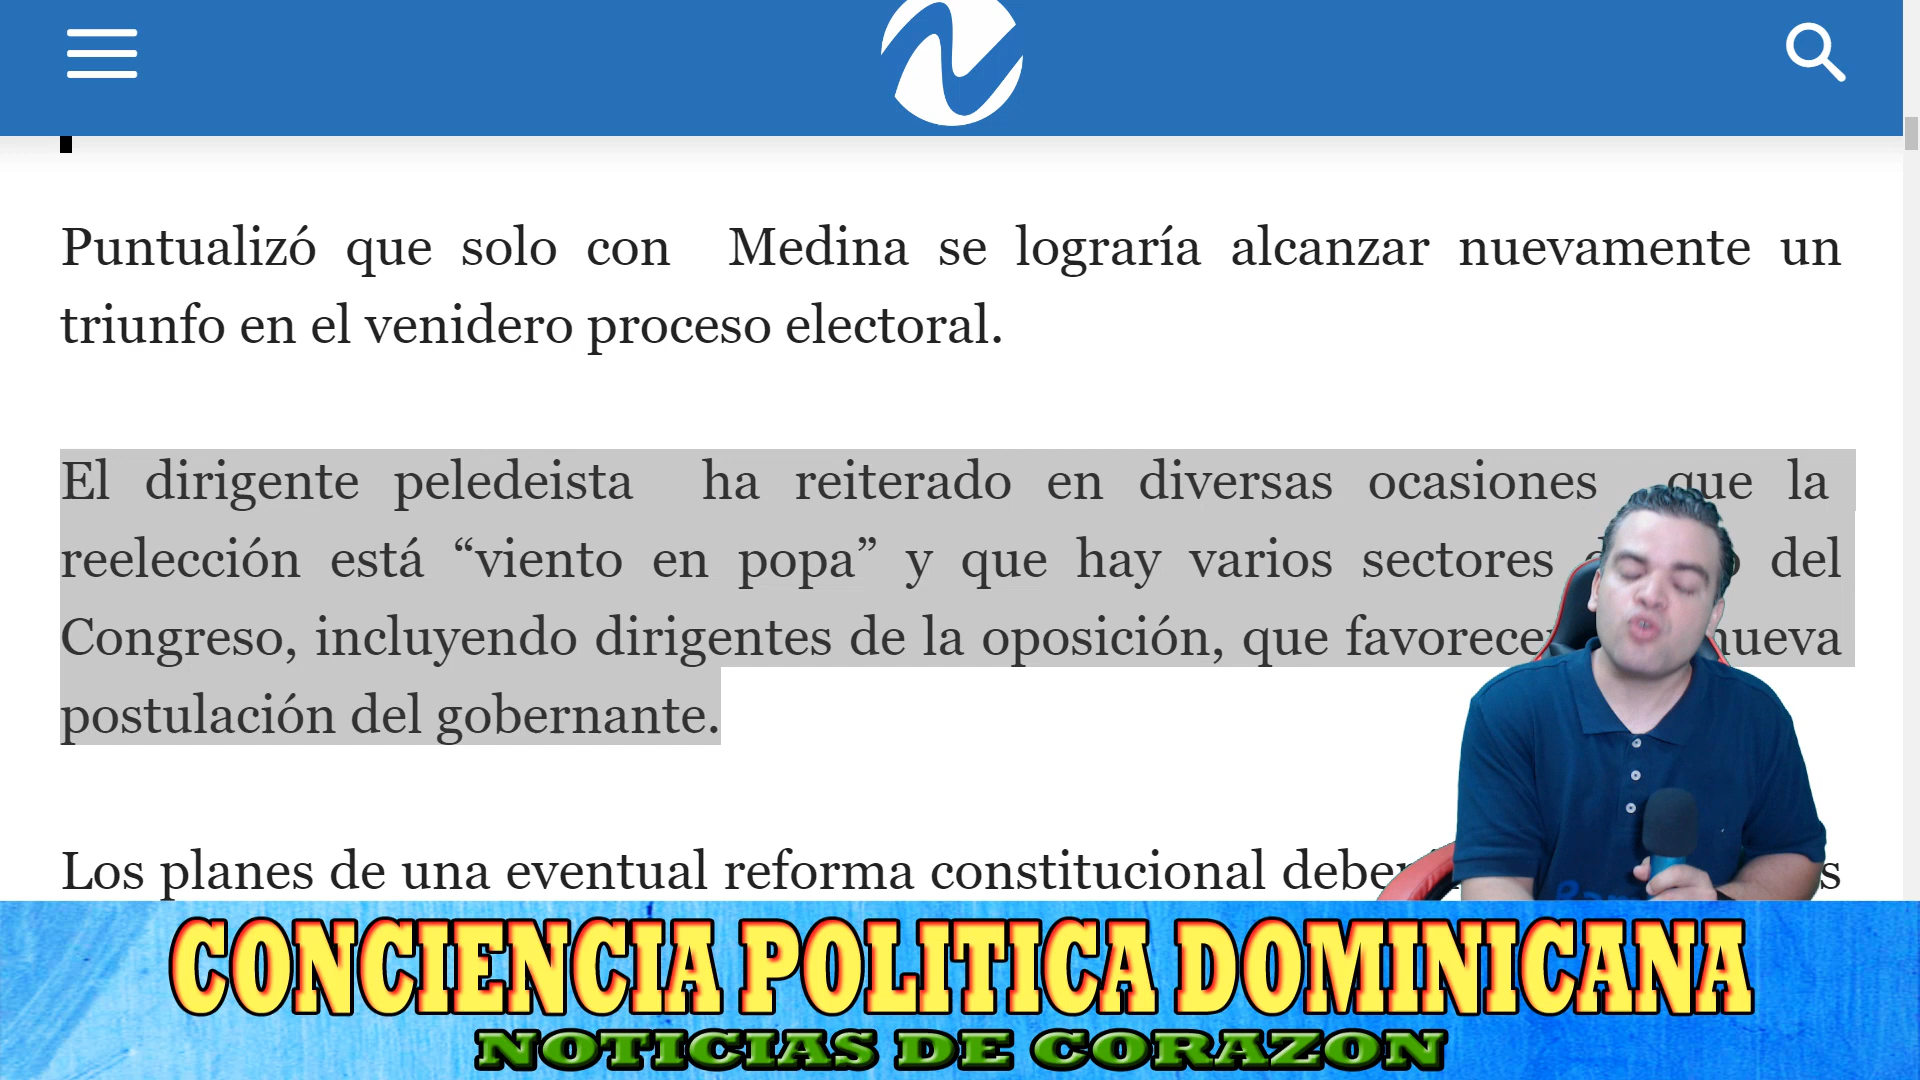 Puntualizó que solo con Medina se lograría alcanzar nuevamente un
triunfo en el venidero proceso electoral.
El dirigente peledeista ha reiterado en diversas ocasiones que la
reelección está “viento en popa” y que hay varios sectores del
Congreso, incluyendo dirigentes de la oposición, que nueva
postulación del gobernante.
Los planes de una eventual reforma constitucional
CONCIENCIA POLITICA DOMINICANA
NOTICIAS DE CORAZON